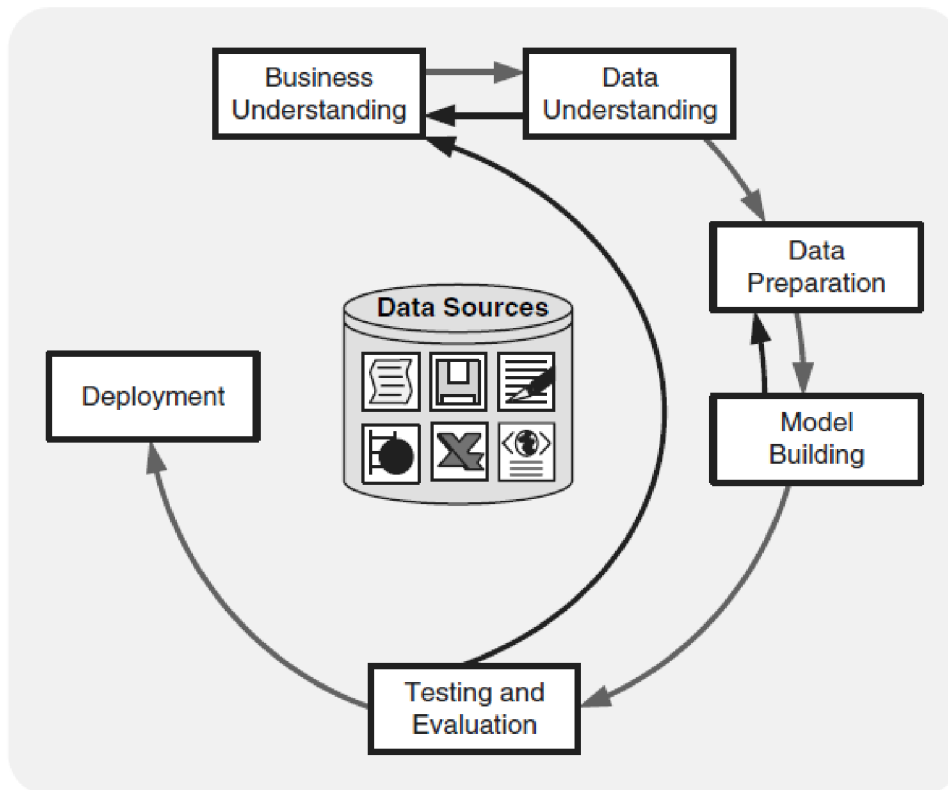 Business
Understanding
Data
Understanding
Data
Preparation
Data Sources
Deployment
Model
Building
Testing and
Evaluation